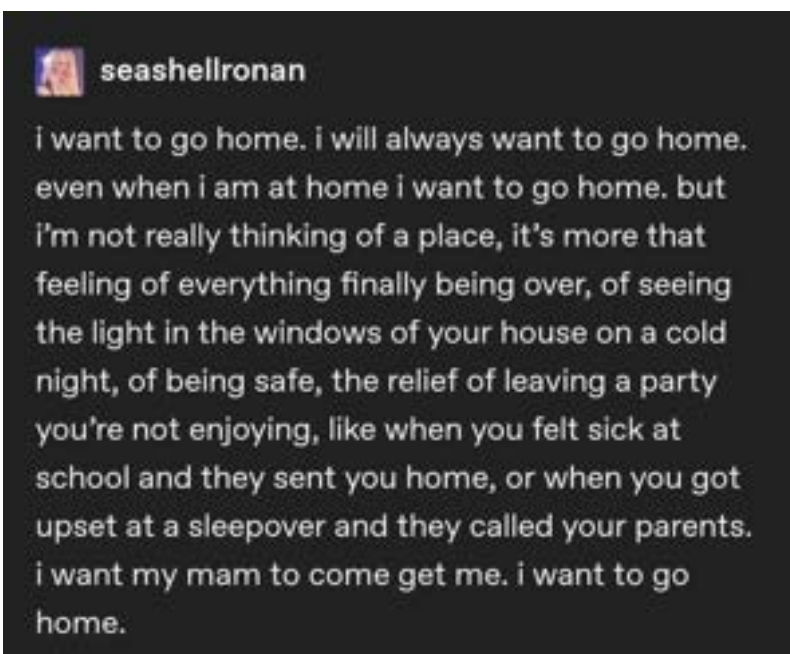 seashellronan
i want to go home. i will always want to go home.
even when i am at home i want to go home. but
i'm not really thinking of a place, it's more that
feeling of everything finally being over, of seeing
the light in the windows of your house on a cold
night, of being safe, the relief of leaving a party
you're not enjoying, like when you felt sick at
school and they sent you home, or when you got
upset at a sleepover and they called your parents.
i want my mam to come get me. i want to go
home.